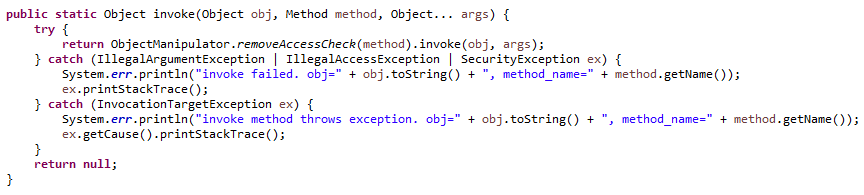 public static Object invoke(Object obj, Method method, Object... args) {
    try {
        return ObjectManipulator.removeAccessCheck(method).invoke(obj, args);
    } catch (IllegalArgumentException | IllegalAccessException | SecurityException ex) {
        System.err.println("invoke failed. obj=" + obj.toString() + ", method_name=" + method.getName());
        ex.printStackTrace();
    } catch (InvocationTargetException ex) {
        System.err.println("invoke method throws exception. obj=" + obj.toString() + ", method_name=" + method.getName());
        ex.getCause().printStackTrace();
    }
    return null;
}